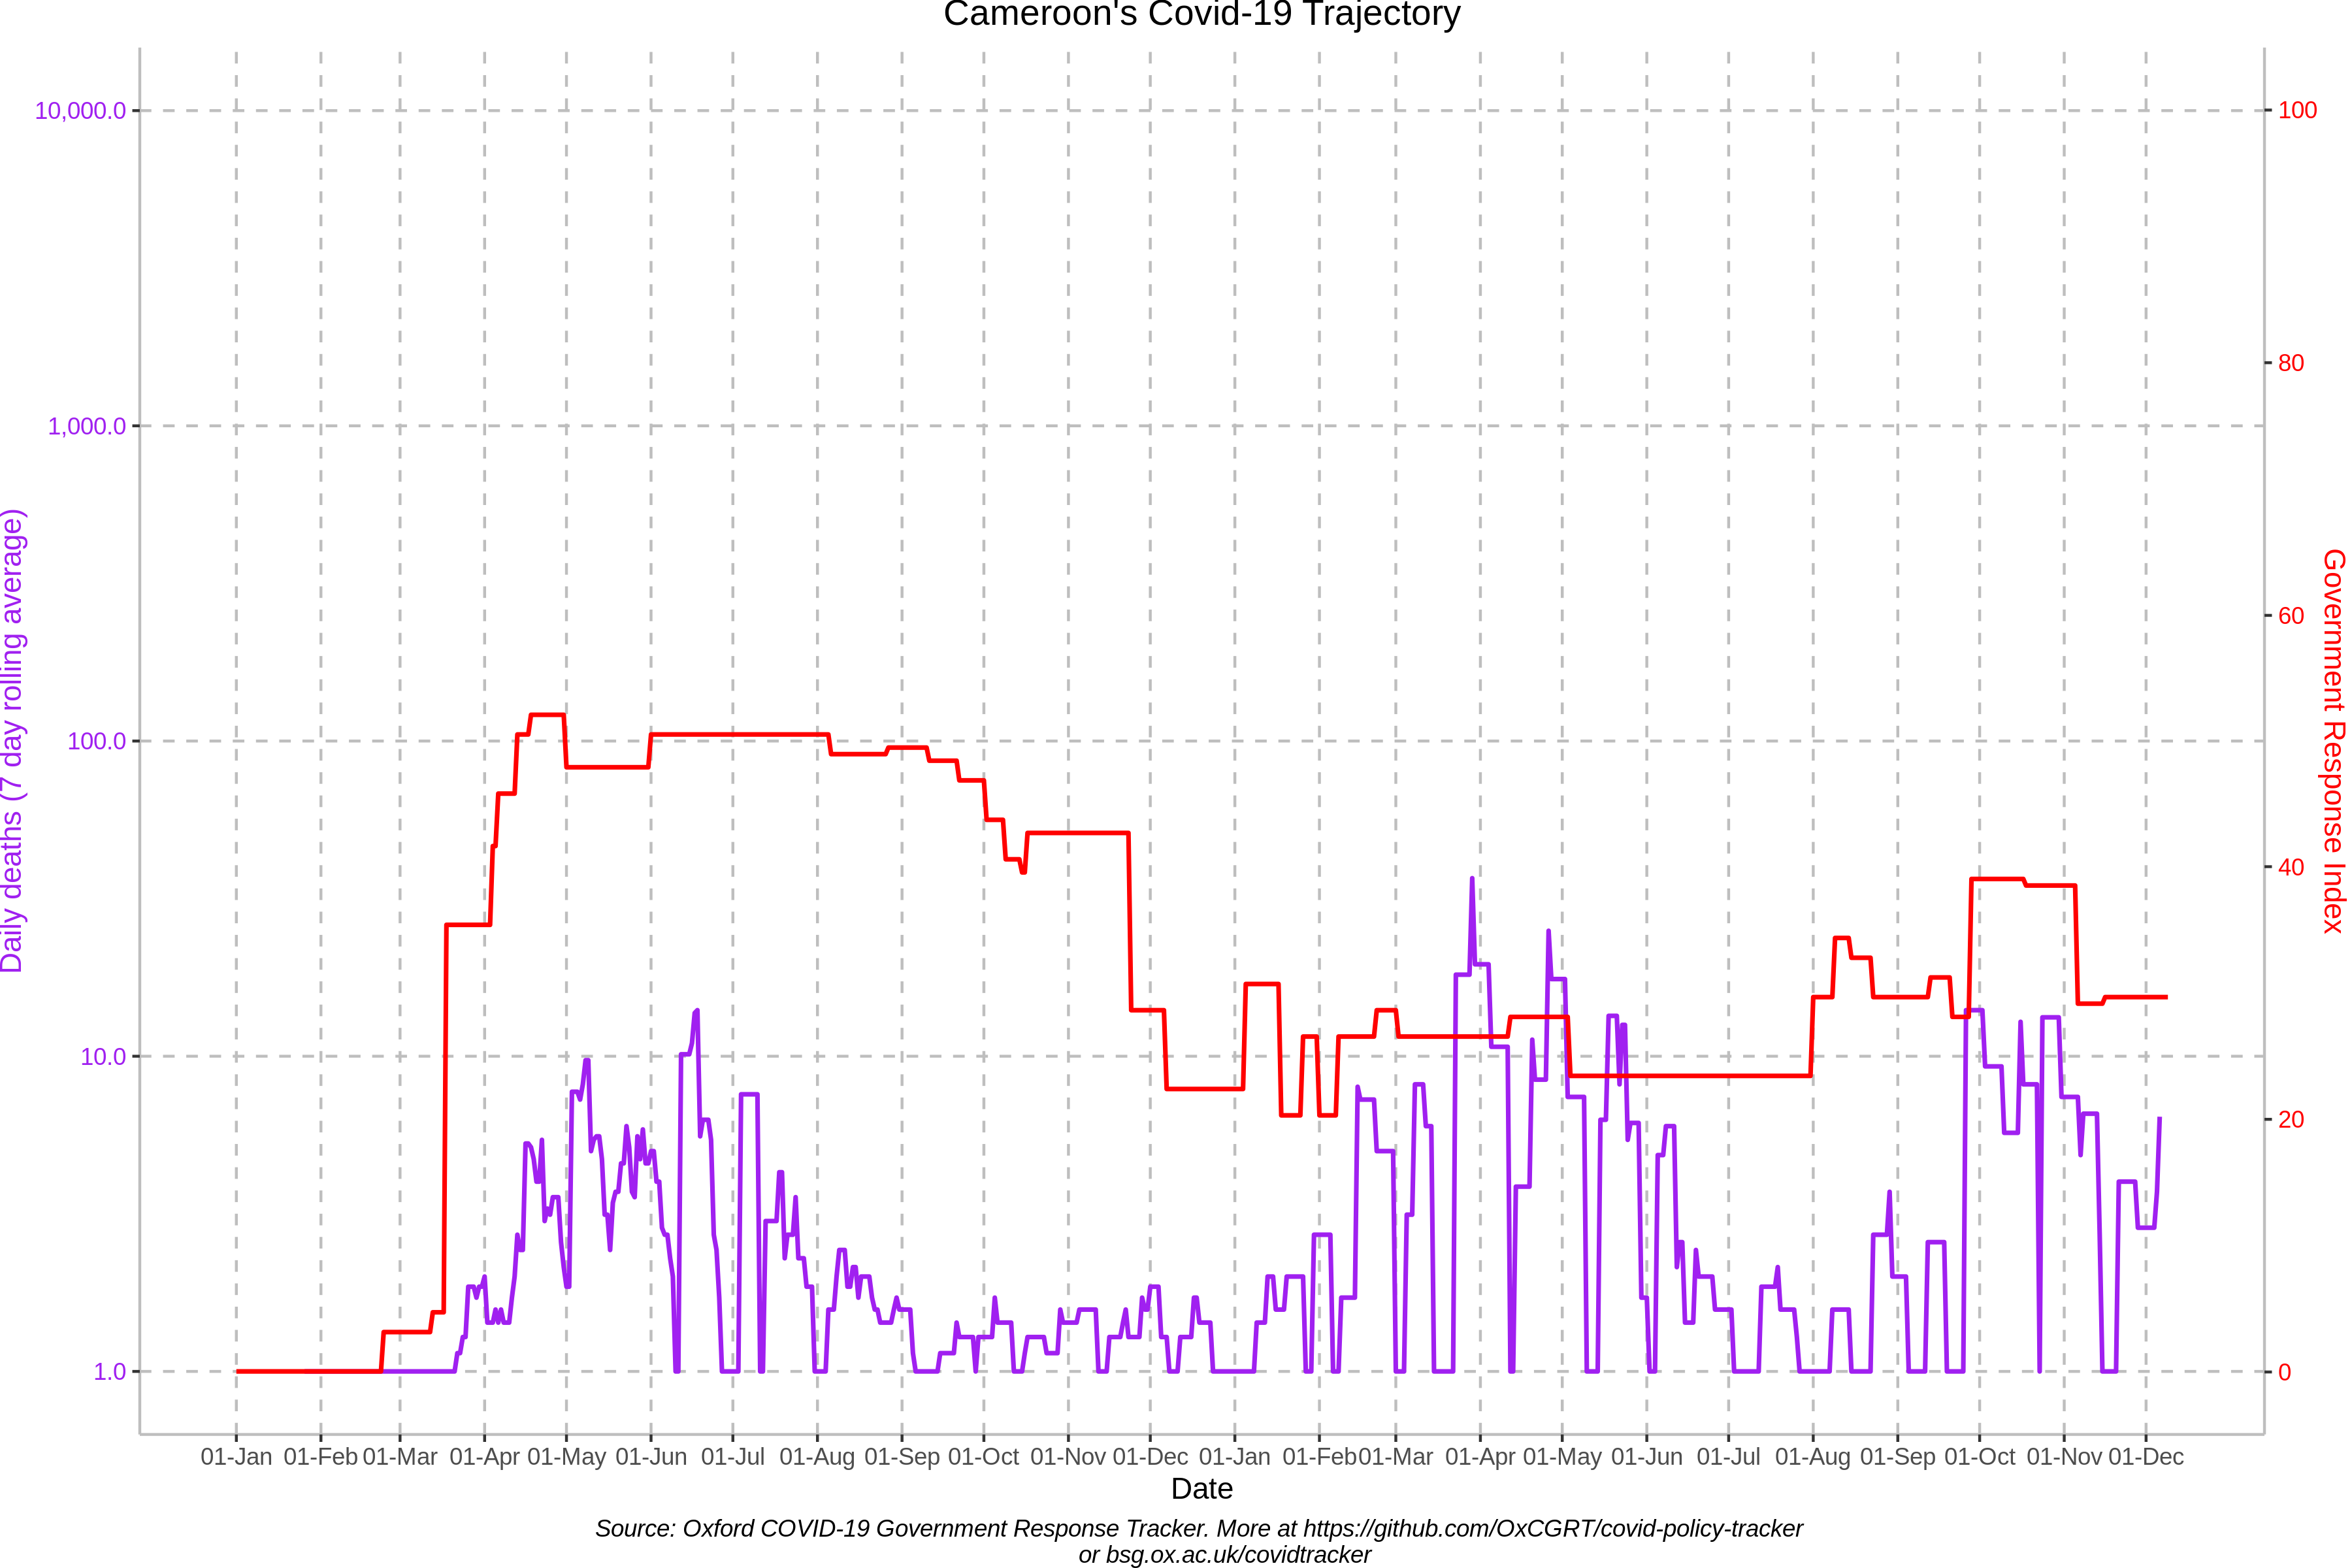 Cameroon's Covid-19 Trajectory
10,000.0
1,000.0
100.0
10.0
1.0
Daily deaths (7 day rolling average)
100
80
60
40
20
0
Government Response Index
01-Jan 01-Feb 01-Mar 01-Apr 01-May 01-Jun 01-Jul 01-Aug 01-Sep 01-Oct 01-Nov 01-Dec 01-Jan 01-Feb 01-Mar 01-Apr 01-May 01-Jun 01-Jul 01-Aug 01-Sep 01-Oct 01-Nov 01-Dec
Date
Source: Oxford COVID-19 Government Response Tracker. More at https://github.com/OxCGRT/covid-policy-tracker
or bsg.ox.ac.uk/covidtracker